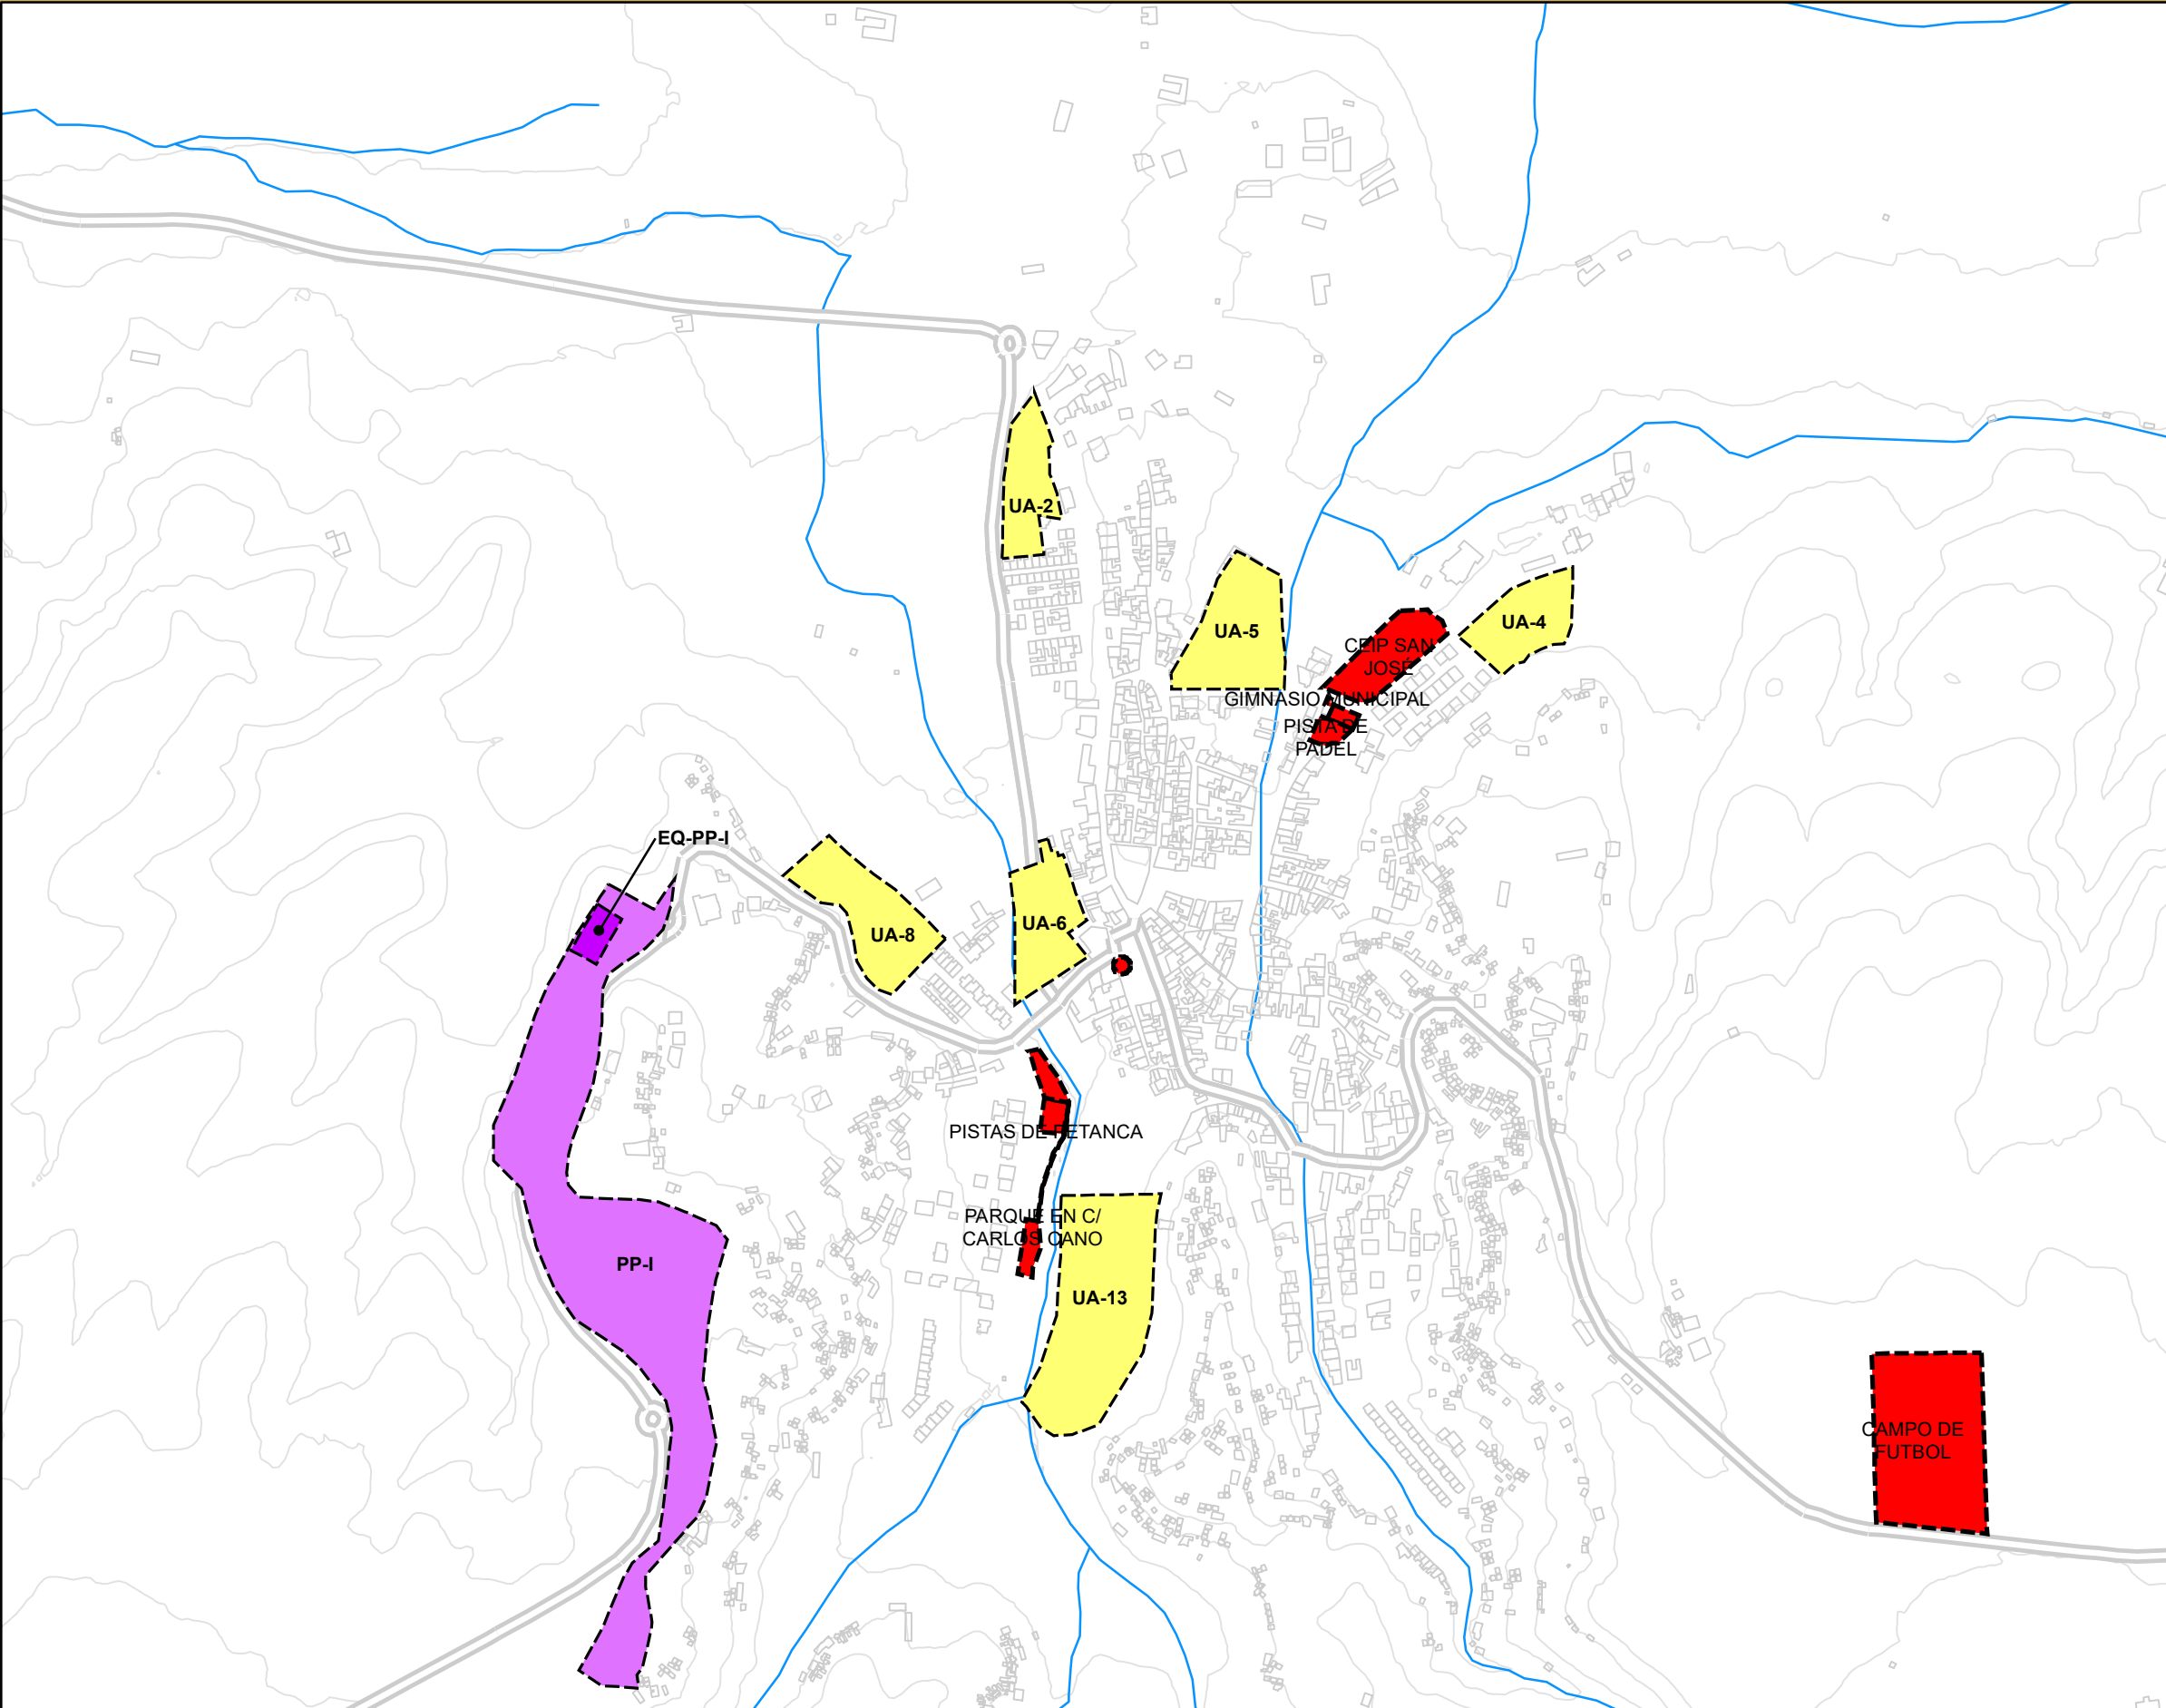 UA-2
UA-4
UA-5
CEIP SAN
JOSÉ
GIMNASIO MUNICIPAL
PISTA DE
PADEL
EQ-PP-I
UA-6
UA-8
PISTAS DE PETANCA
PARQUE EN C/
CARLOS CANO
PP-I
UA-13
CAMPO DE
FUTBOL